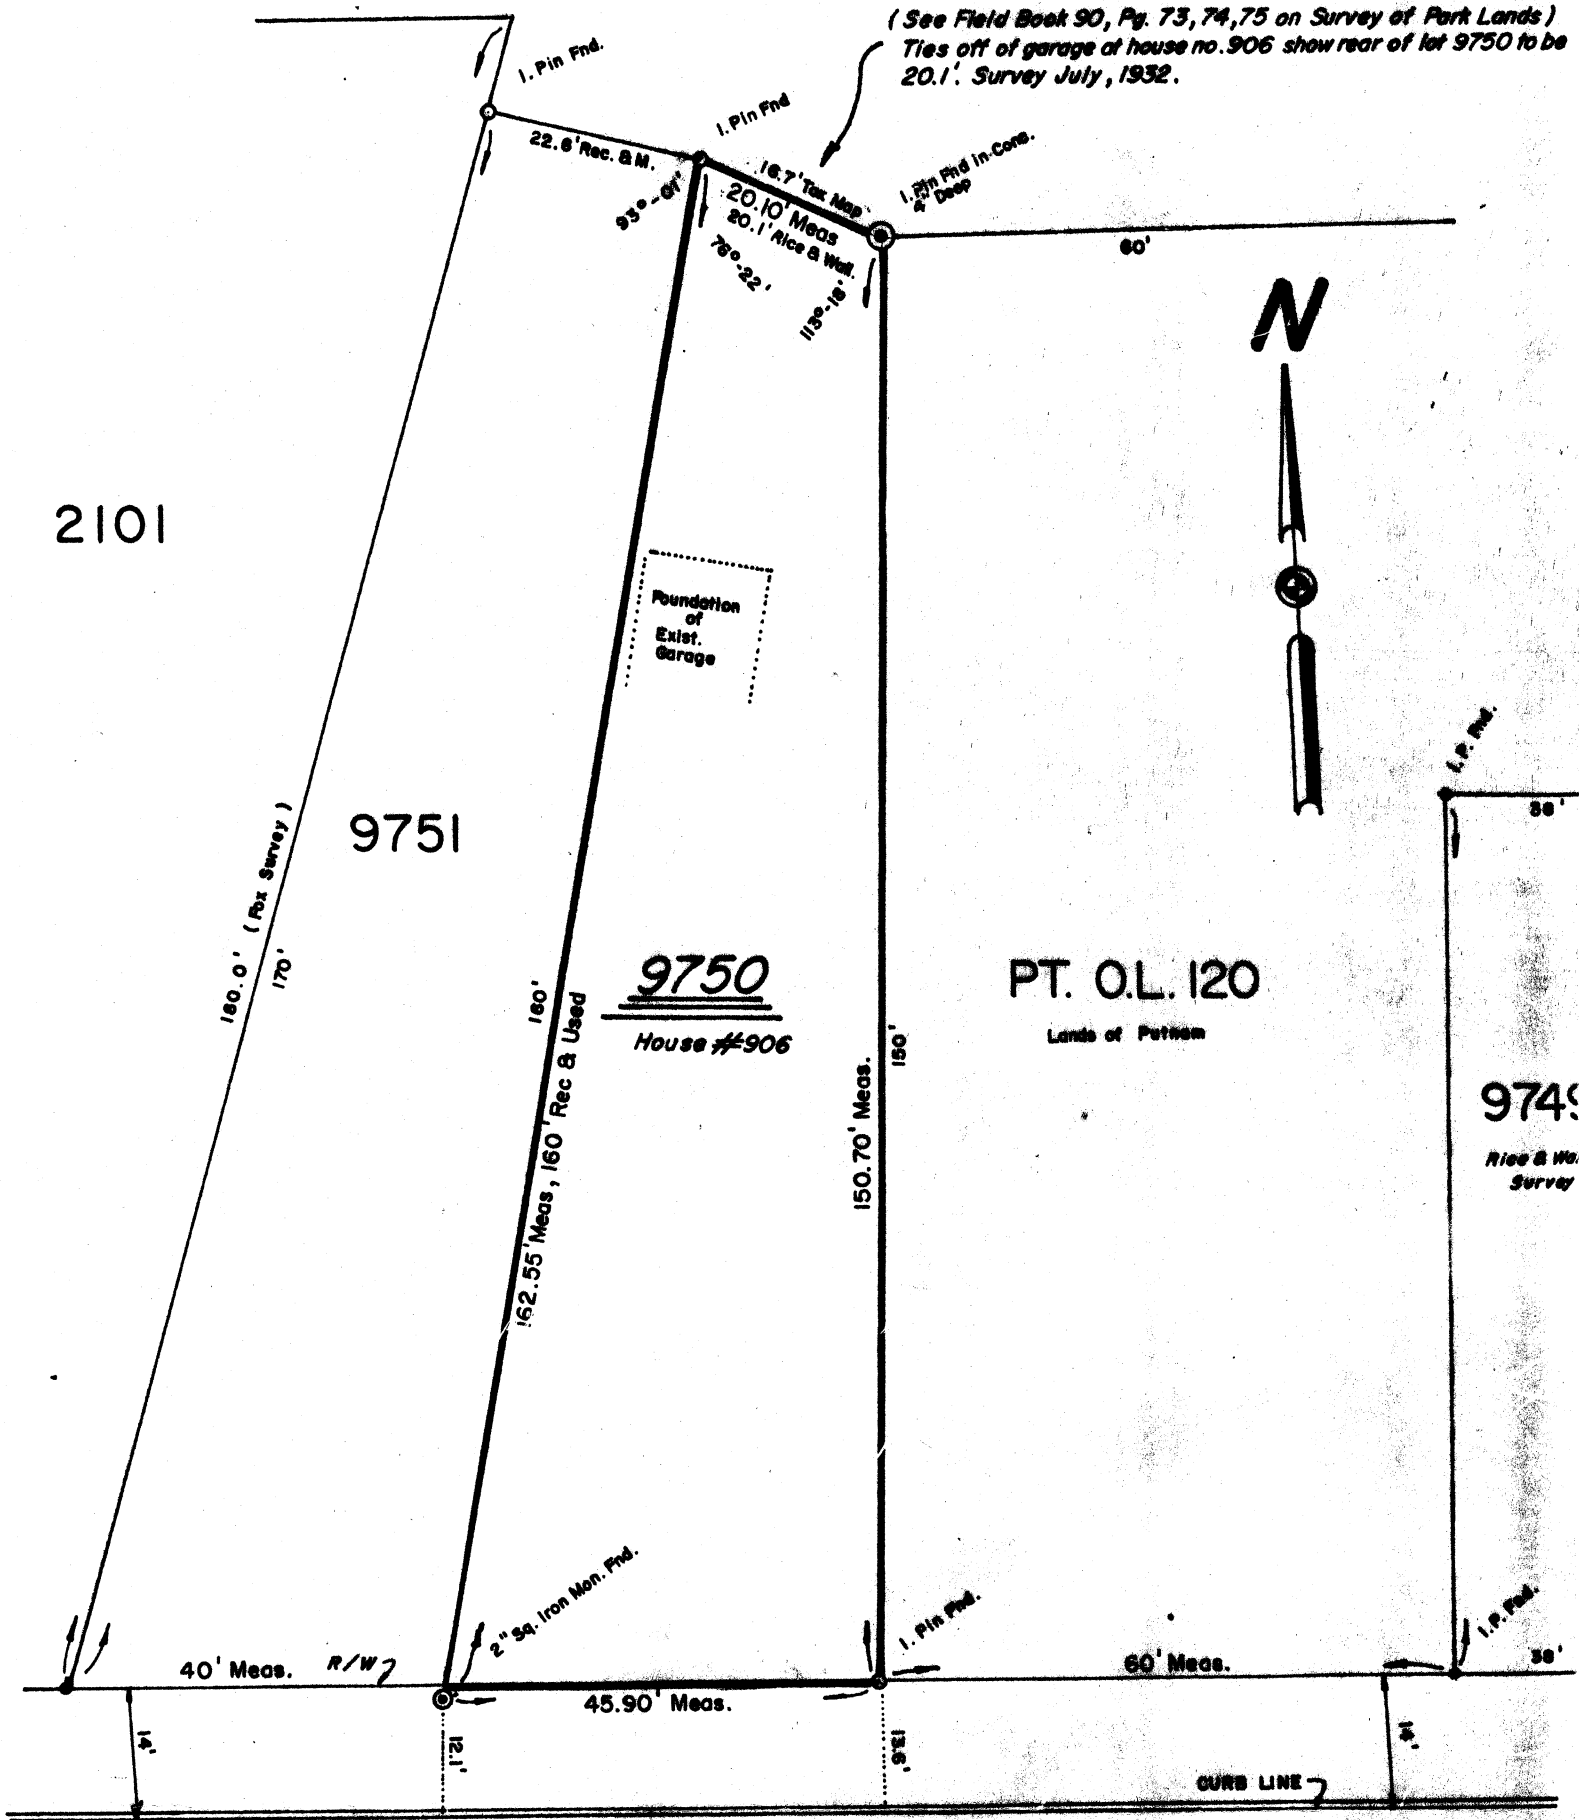 ( See Field Book 90, Pg. 73,74,75 on Survey of Park Lands )
Ties off of garage at house no. 906 show rear of lot 9750 to be
20.1'. Survey July, 1932.
I. Pin Fnd.
I. Pin Fnd
I. Pin Fnd in Conc.
4" Deep
22.6' Rec. & M.
16.7' Tax Map
20.10' Meas
20.1' Rice & Wall.
93°-01'
76°-22'
113°-18'
60'
N
2101
Foundation
of
Exist.
Garage
I. P. Fnd.
38'
9751
180.0' (Fox Survey)
170'
160'
162.55' Meas, 160' Rec & Used
9750
House #906
150.70' Meas.
150'
PT. O.L. 120
Lands of Putnam
9749
Rice & Wa
Survey
2" Sq. Iron Mon. Fnd.
I. Pin Fnd.
I.P. Fnd.
40' Meas.
R/W
45.90' Meas.
60' Meas.
38'
14'
12.1'
13.6'
14'
CURB LINE